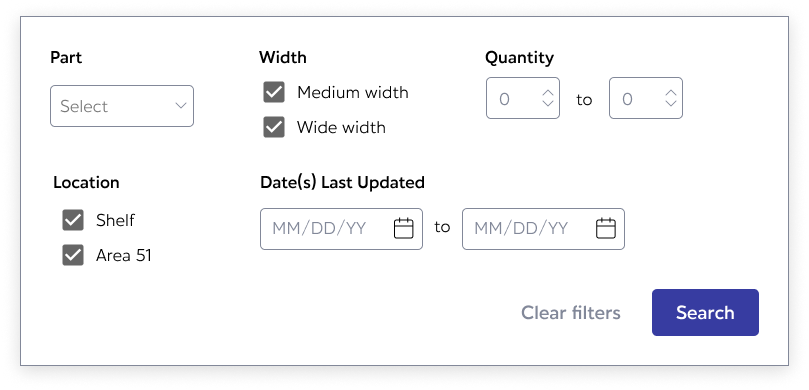 Part
Width
Quantity
Select
Medium width
Wide width
0 to 0
Location
Date(s) Last Updated
Shelf
Area 51
MM/DD/YY to MM/DD/YY
Clear filters
Search